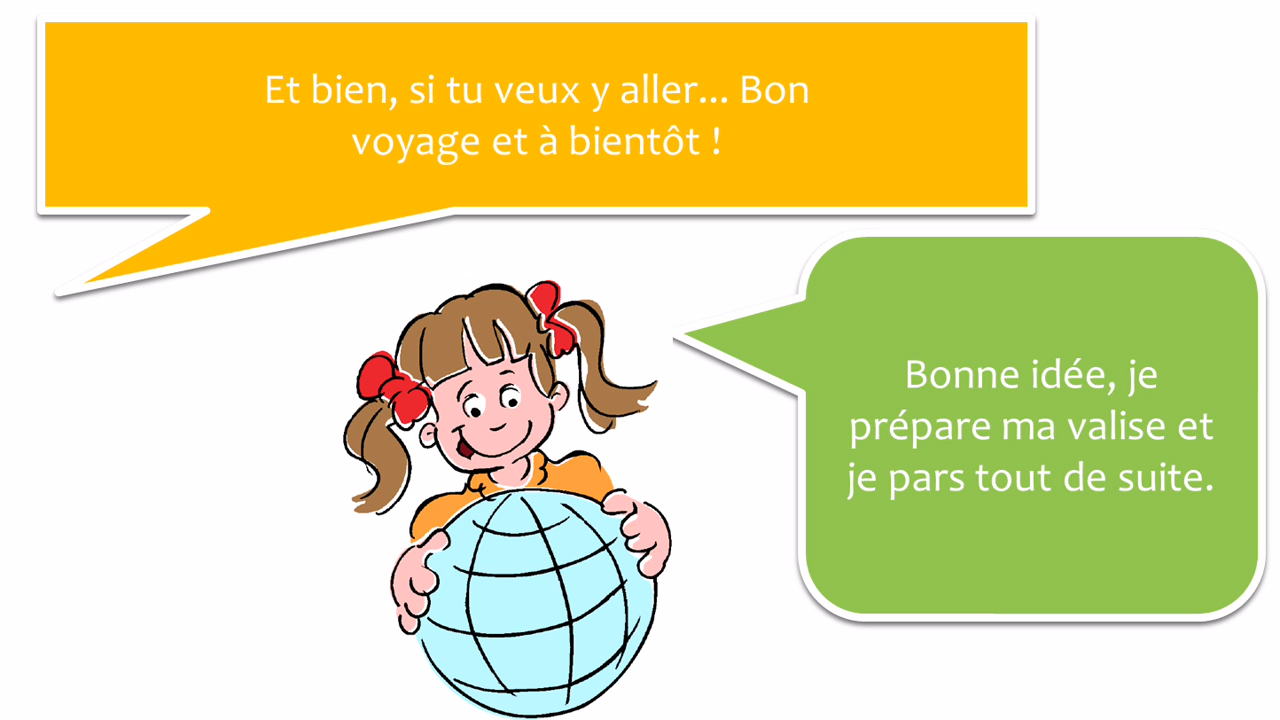 Et bien, si tu veux y aller... Bon
voyage et à bientôt !
Bonne idée, je
prépare ma valise et
je pars tout de suite.